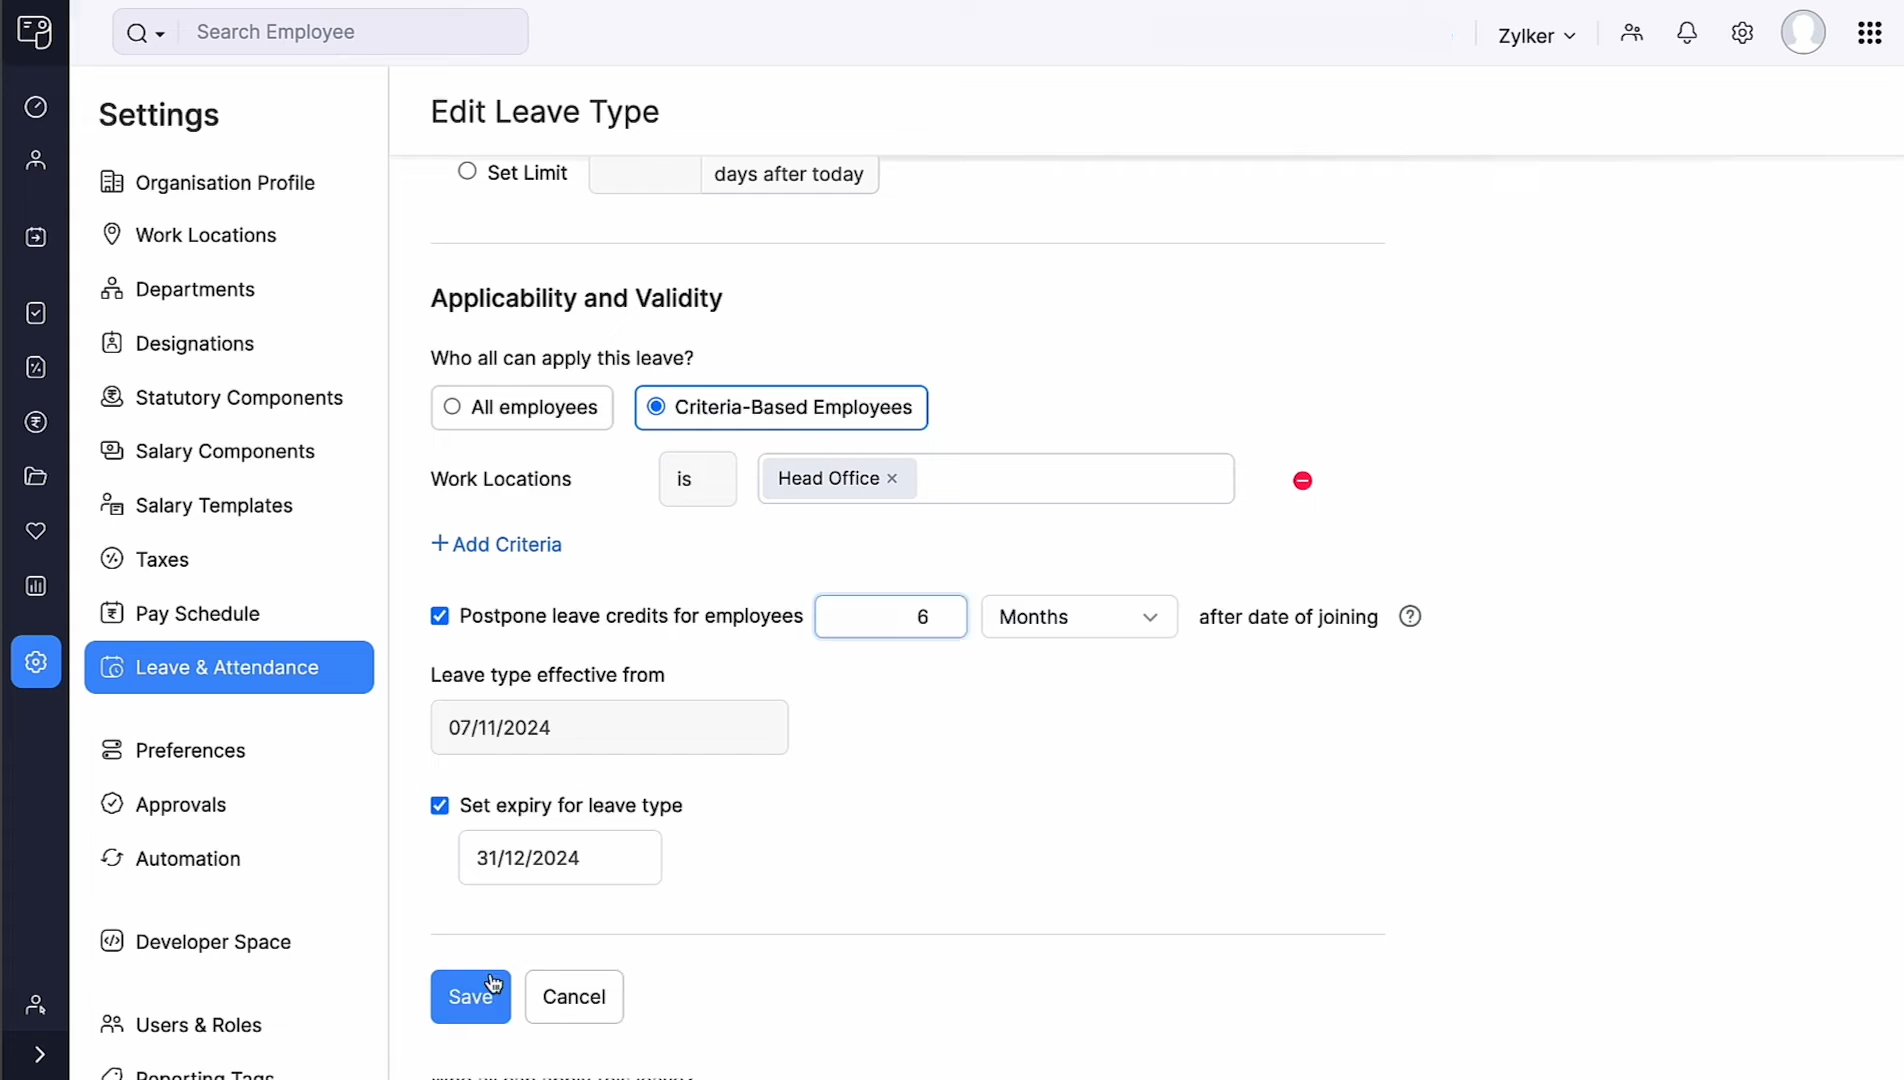 Search Employee
Zylker
Settings
Organisation Profile
Work Locations
Departments
Designations
Statutory Components
Salary Components
Salary Templates
Taxes
Pay Schedule
Leave & Attendance
Preferences
Approvals
Automation
Developer Space
Users & Roles
Reporting Tags
Edit Leave Type
Set Limit days after today
Applicability and Validity
Who all can apply this leave?
All employees Criteria-Based Employees
Work Locations is Head Office ×
+ Add Criteria
Postpone leave credits for employees 6 Months after date of joining ?
Leave type effective from
07/11/2024
Set expiry for leave type
31/12/2024
Save Cancel